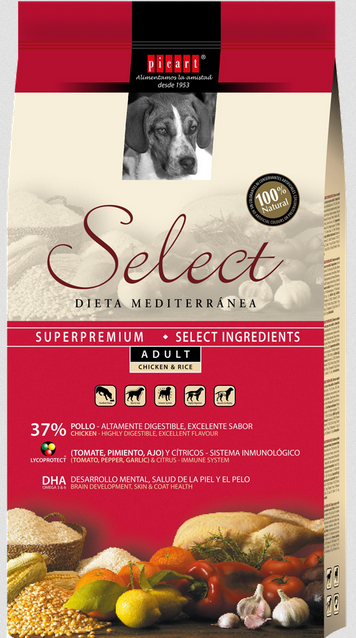 picart®
Alimentamos la amistad
desde 1953
100%
Natural
Select
DIETA MEDITERRÁNEA
SUPERPREMIUM • SELECT INGREDIENTS
ADULT
CHICKEN & RICE
37% POLLO - ALTAMENTE DIGESTIBLE, EXCELENTE SABOR
CHICKEN - HIGHLY DIGESTIBLE, EXCELLENT FLAVOUR
LYCOPROTECT (TOMATE, PIMIENTO, AJO) Y CÍTRICOS - SISTEMA INMUNOLÓGICO
(TOMATO, PEPPER, GARLIC) & CITRUS - IMMUNE SYSTEM
DHA DESARROLLO MENTAL, SALUD DE LA PIEL Y EL PELO
OMEGA 3 & 6 BRAIN DEVELOPMENT, SKIN & COAT HEALTH